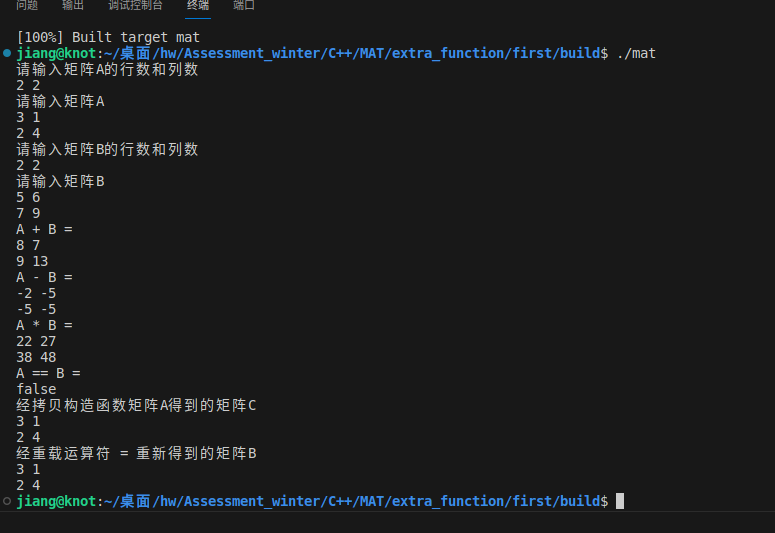 问题 输出 调试控制台 终端 端口
[100%] Built target mat
jiang@knot:~/桌面/hw/Assessment_winter/C++/MAT/extra_function/first/build$ ./mat
请输入矩阵A的行数和列数
2 2
请输入矩阵A
3 1
2 4
请输入矩阵B的行数和列数
2 2
请输入矩阵B
5 6
7 9
A + B =
8 7
9 13
A - B =
-2 -5
-5 -5
A * B =
22 27
38 48
A == B =
false
经拷贝构造函数矩阵A得到的矩阵C
3 1
2 4
经重载运算符 = 重新得到的矩阵B
3 1
2 4
jiang@knot:~/桌面/hw/Assessment_winter/C++/MAT/extra_function/first/build$